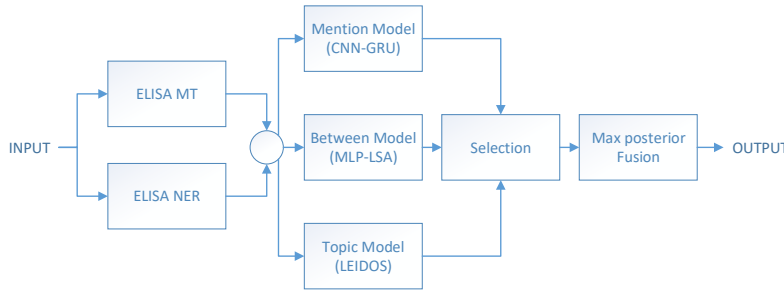 INPUT
ELISA MT
ELISA NER
Mention Model
(CNN-GRU)
Between Model
(MLP-LSA)
Topic Model
(LEIDOS)
Selection
Max posterior
Fusion
OUTPUT